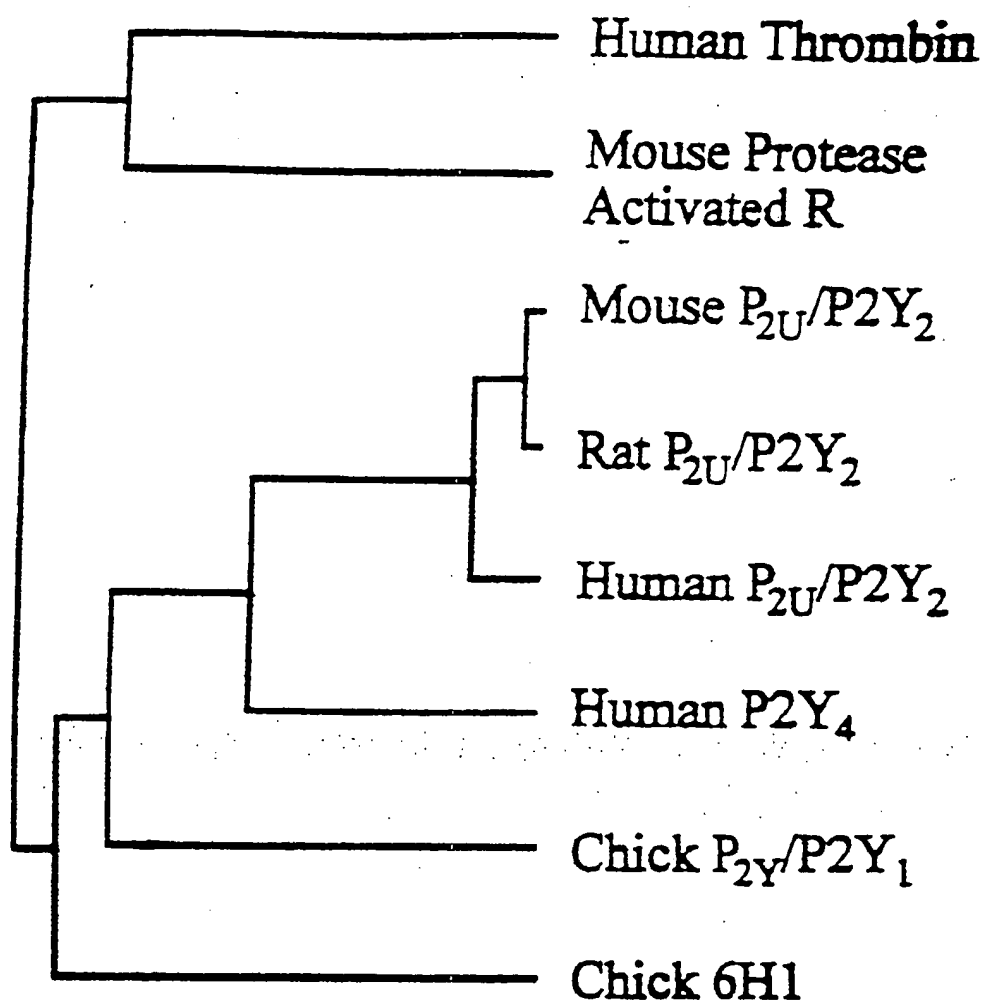 Human Thrombin
Mouse Protease
Activated R
Mouse P₂U/P2Y₂
Rat P₂U/P2Y₂
Human P₂U/P2Y₂
Human P2Y₄
Chick P₂Y/P2Y₁
Chick 6H1